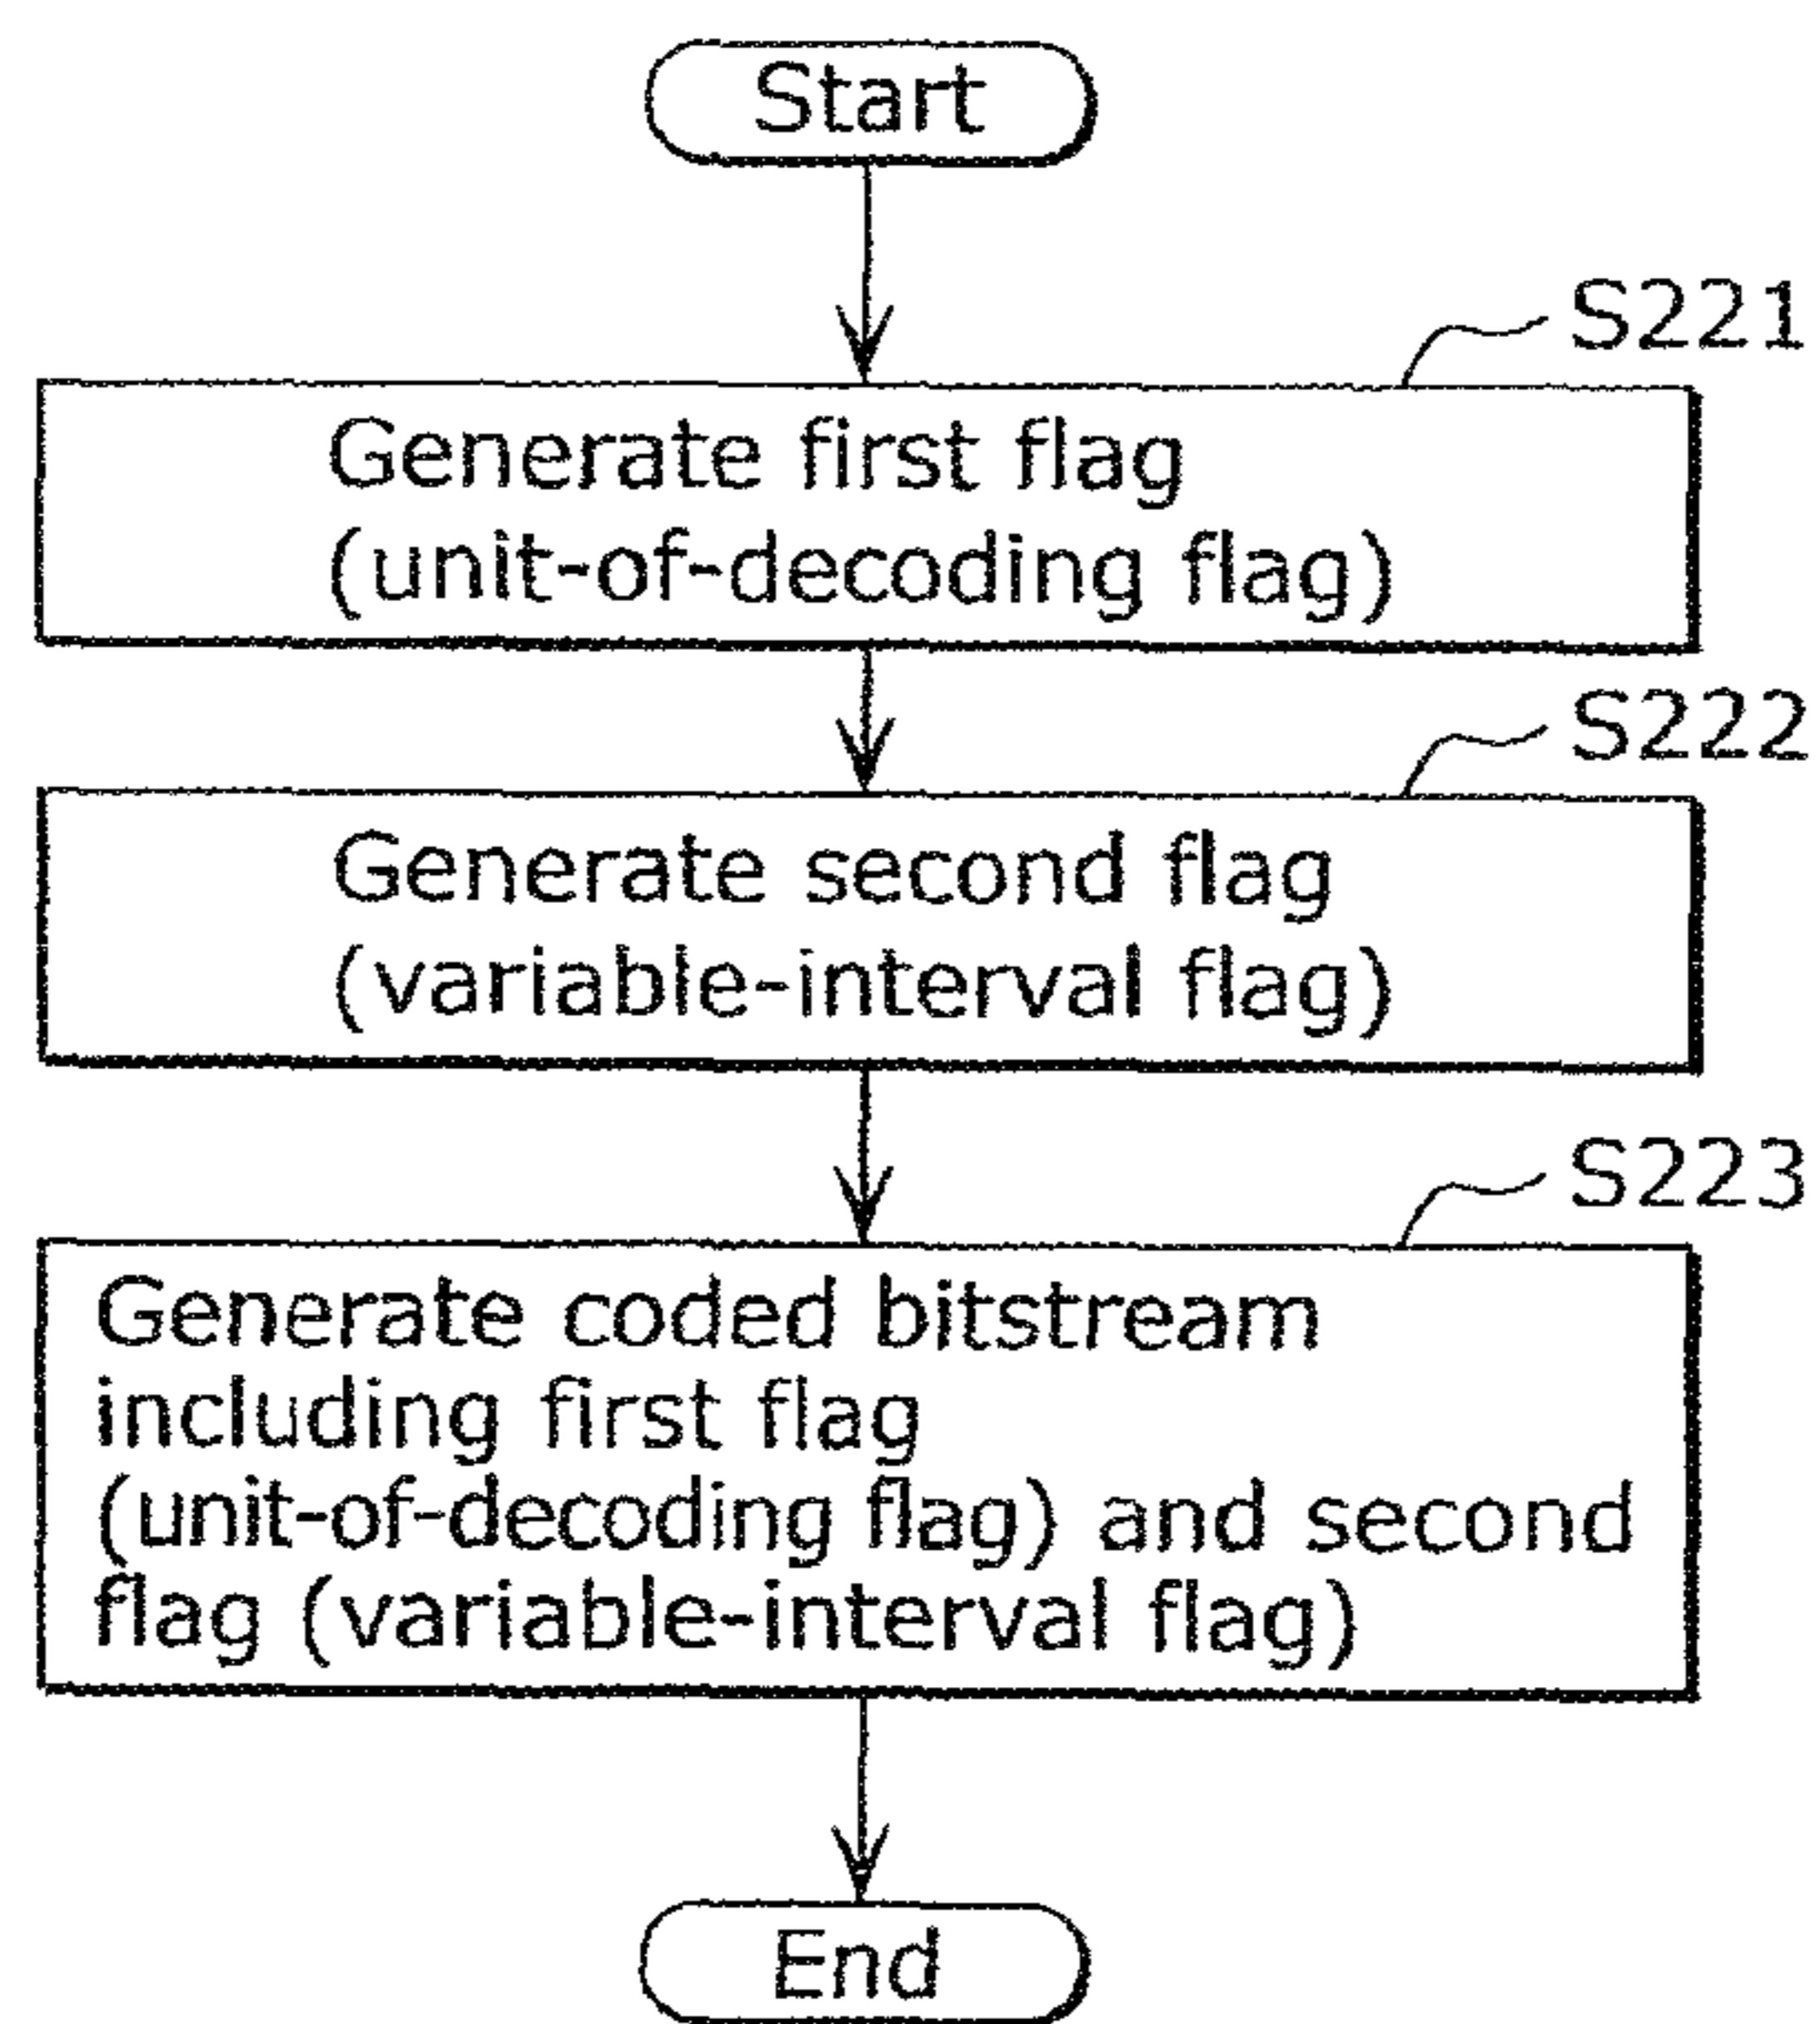 Start
S221
Generate first flag
(unit-of-decoding flag)
S222
Generate second flag
(variable-interval flag)
S223
Generate coded bitstream
including first flag
(unit-of-decoding flag) and second
flag (variable-interval flag)
End